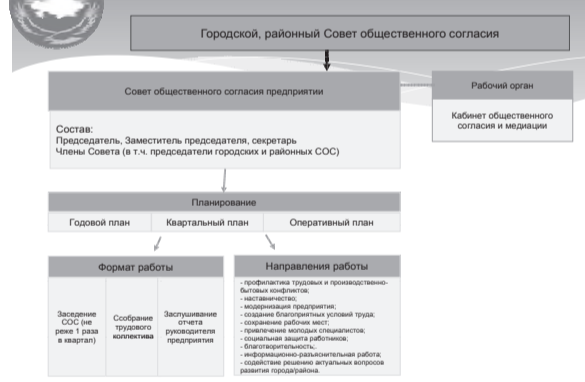 Городской, районный Совет общественного согласия
Совет общественного согласия предприятии
Состав:
Председатель, Заместитель председателя, секретарь
Члены Совета (в т.ч. председатели городских и районных СОС)
Рабочий орган
Кабинет общественного
согласия и медиации
Планирование
Годовой план
Квартальный план
Оперативный план
Формат работы
Заседение
СОС (не
реже 1 раза
в квартал)
Ссобрание
трудового
коллектива
Заслушивание
отчета
руководителя
предприятия
Направления работы
- профилактика трудовых и производственно-
бытовых конфликтов;
- наставничество;
- модернизация предприятия;
- создание благоприятных условий труда;
- сохранение рабочих мест;
- привлечение молодых специалистов;
- социальная защита работников;
- благотворительность;.
- информационно-разъяснительная работа;
- содействие решению актуальных вопросов
развития города/района.